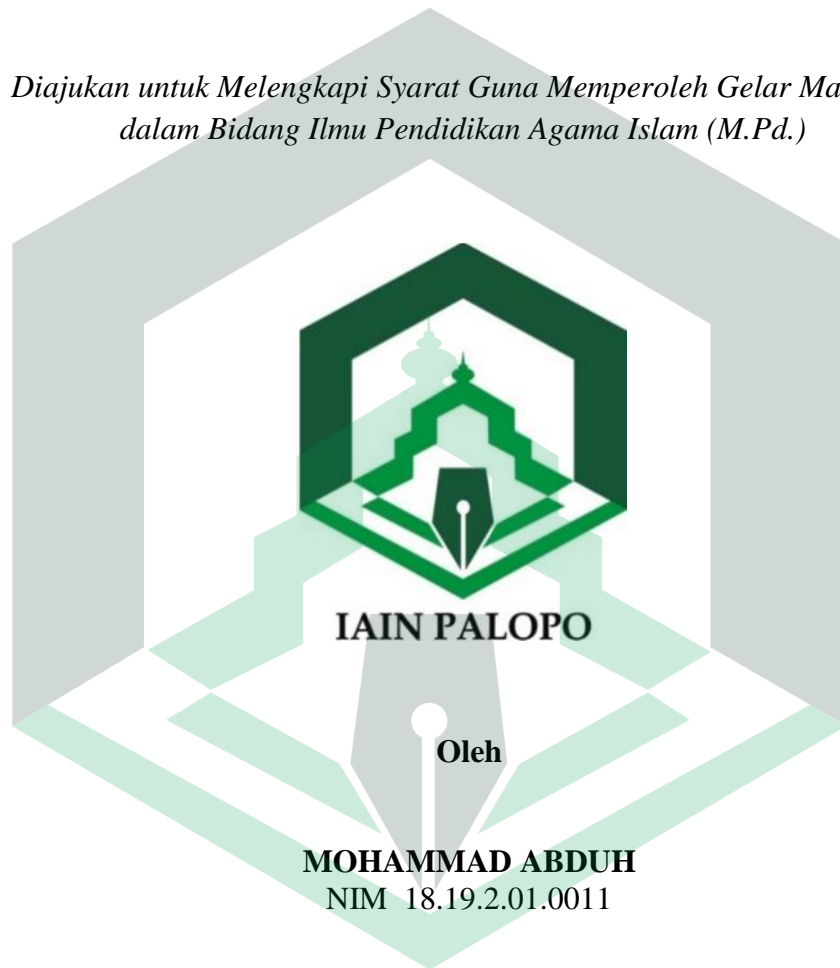 Diajukan untuk Melengkapi Syarat Guna Memperoleh Gelar
dalam Bidang Ilmu Pendidikan Agama Islam (M.Pd.)
IAIN PALOPO
Oleh
MOHAMMAD ABDUH
NIM 18.19.2.01.0011